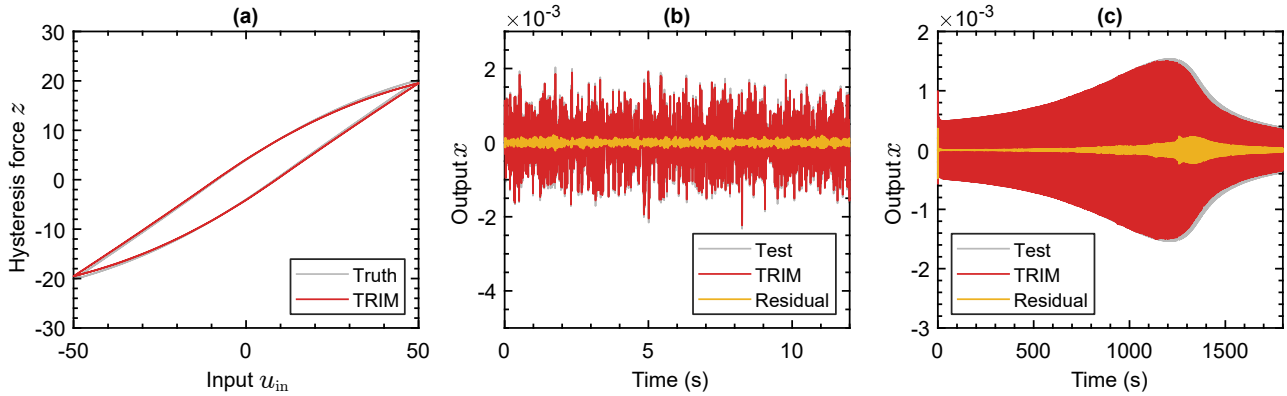 (a)
30
20
10
0
-10
-20
-30
-50
0
50
Hysteresis force z
Input u_in
Truth
TRIM
(b)
×10⁻³
2
0
-2
-4
0
5
10
Output x
Time (s)
Test
TRIM
Residual
(c)
×10⁻³
3
2
1
0
-1
-2
-3
0
500
1000
1500
Output x
Time (s)
Test
TRIM
Residual